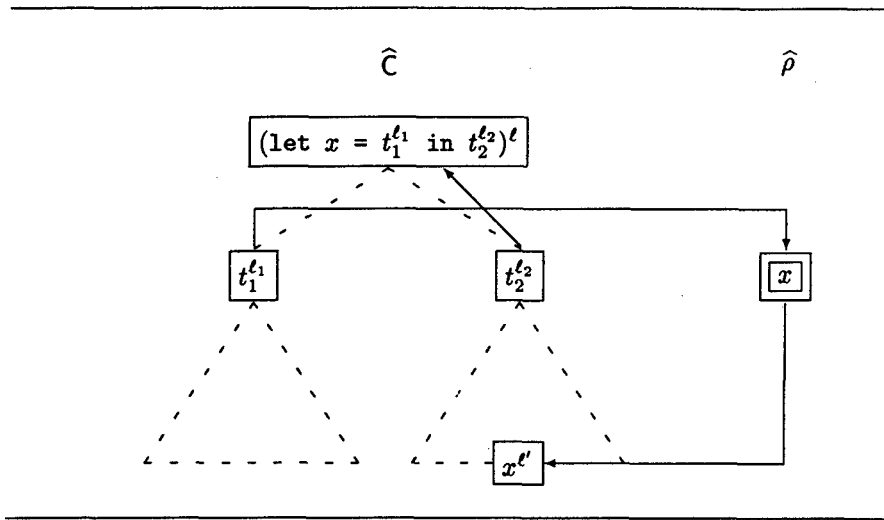 Ĉ ρ̂
(let x = t₁^ℓ₁ in t₂^ℓ₂)^ℓ
t₁^ℓ₁ t₂^ℓ₂ x
x^ℓ′